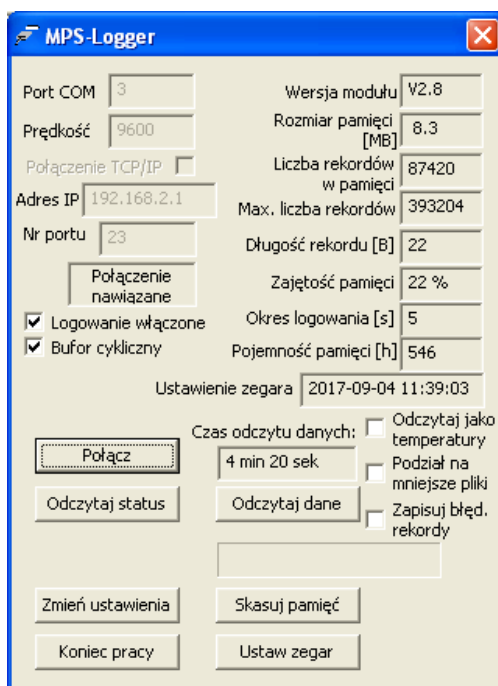 MPS-Logger
Port COM 3
Prędkość 9600
Połączenie TCP/IP
Adres IP 192.168.2.1
Nr portu 23
Połączenie
nawiązane
Logowanie włączone
Bufor cykliczny
Wersja modułu V2.8
Rozmiar pamięci
[MB] 8.3
Liczba rekordów
w pamięci 87420
Max. liczba rekordów 393204
Długość rekordu [B] 22
Zajętość pamięci 22 %
Okres logowania [s] 5
Pojemność pamięci [h] 546
Ustawienie zegara 2017-09-04 11:39:03
Połącz
Czas odczytu danych:
4 min 20 sek
Odczytaj jako
temperatury
Podział na
mniejsze pliki
Zapisuj błęd.
rekordy
Odczytaj status
Odczytaj dane
Zmień ustawienia
Skasuj pamięć
Koniec pracy
Ustaw zegar